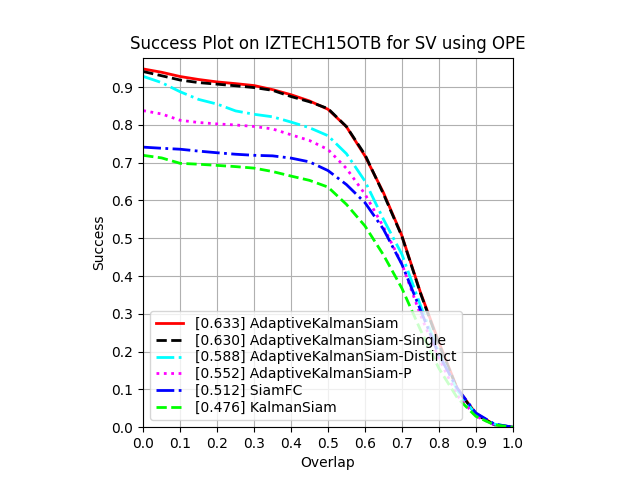 Success Plot on IZTECH15OTB for SV using OPE
Success
0.9
0.8
0.7
0.6
0.5
0.4
0.3
0.2
0.1
0.0
[0.633] AdaptiveKalmanSiam
[0.630] AdaptiveKalmanSiam-Single
[0.588] AdaptiveKalmanSiam-Distinct
[0.552] AdaptiveKalmanSiam-P
[0.512] SiamFC
[0.476] KalmanSiam
0.0 0.1 0.2 0.3 0.4 0.5 0.6 0.7 0.8 0.9 1.0
Overlap